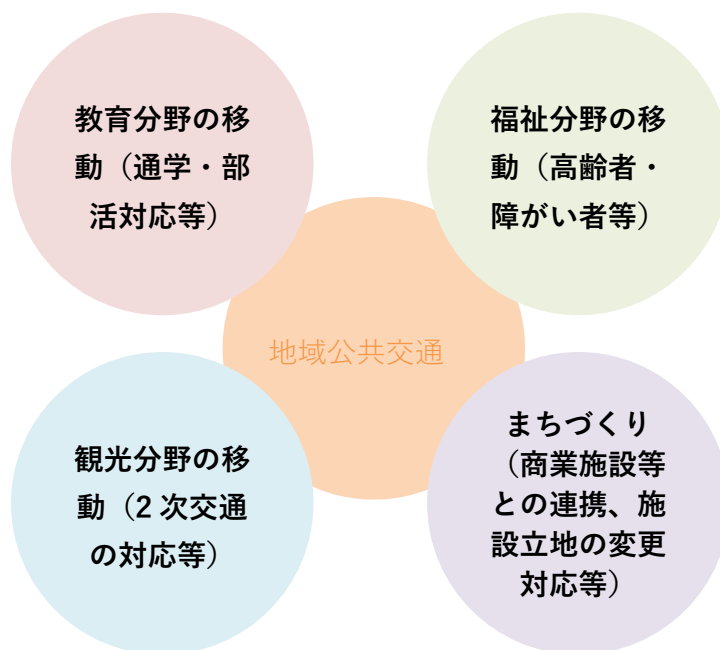 教育分野の移
動（通学・部
活対応等）
福祉分野の移
動（高齢者・
障がい者等）
地域公共交通
観光分野の移
動（2 次交通
の対応等）
まちづくり
（商業施設等
との連携、施
設立地の変更
対応等）